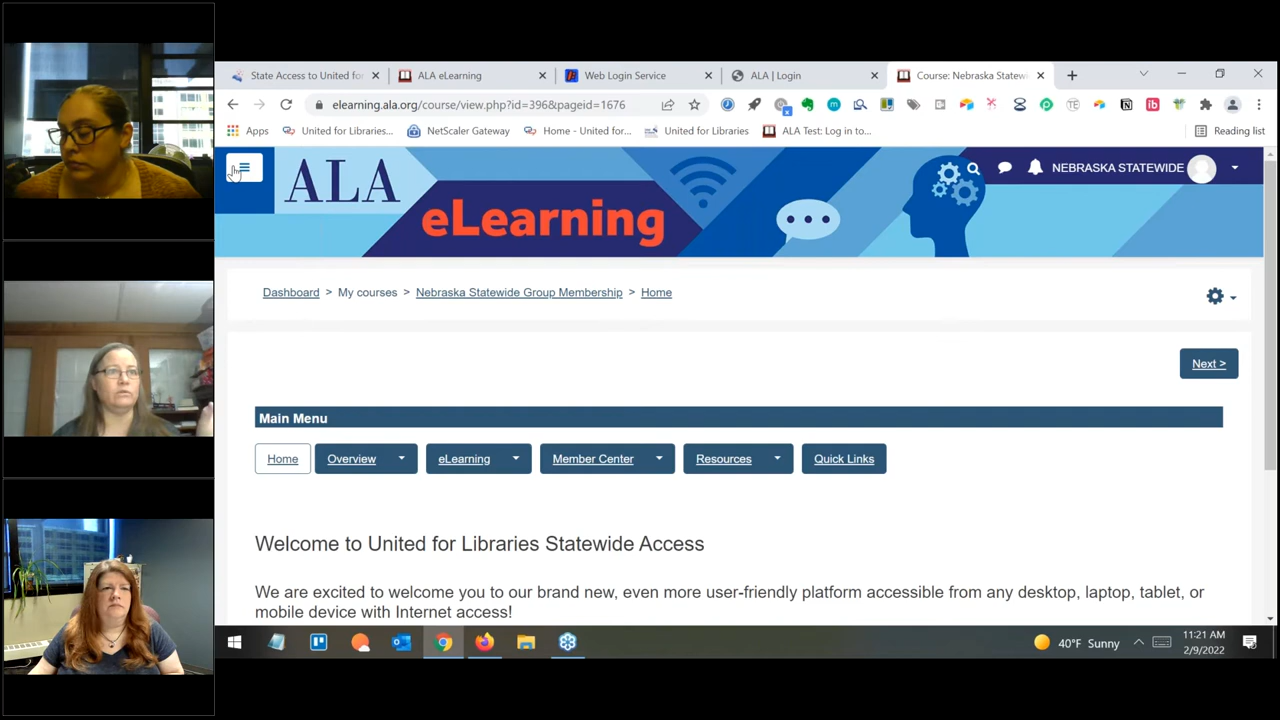 State Access to United for
ALA eLearning
Web Login Service
ALA | Login
Course: Nebraska Statewi
elearning.ala.org/course/view.php?id=396&pageid=1676
Apps
United for Libraries...
NetScaler Gateway
Home - United for...
United for Libraries
ALA Test: Log in to...
Reading list
ALA
eLearning
NEBRASKA STATEWIDE
Dashboard > My courses > Nebraska Statewide Group Membership > Home
Next >
Main Menu
Home
Overview
eLearning
Member Center
Resources
Quick Links
Welcome to United for Libraries Statewide Access
We are excited to welcome you to our brand new, even more user-friendly platform accessible from any desktop, laptop, tablet, or
mobile device with Internet access!
40°F Sunny
11:21 AM
2/9/2022